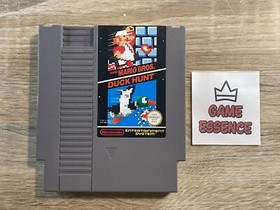 SUPER
MARIO BROS.
DUCK HUNT
Nintendo
ENTERTAINMENT
SYSTEM
GAME
ESSENCE